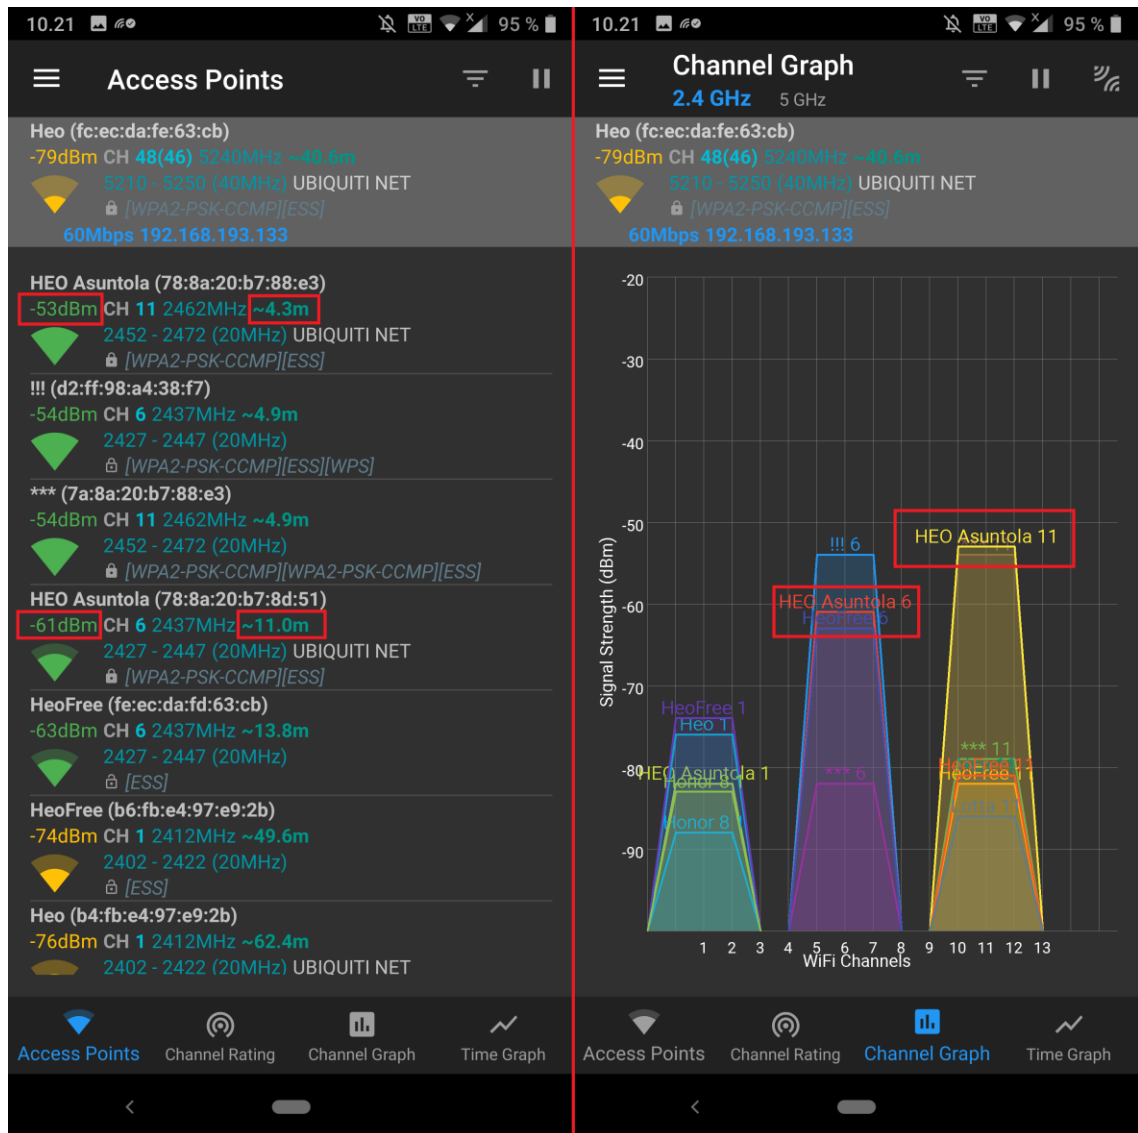 10.21
95 %
Access Points
Heo (fc:ec:da:fe:63:cb)
-79dBm CH 48(46) 5240MHz ~40.6m
5210 - 5250 (40MHz) UBIQUITI NET
[WPA2-PSK-CCMP][ESS]
60Mbps 192.168.193.133
HEO Asuntola (78:8a:20:b7:88:e3)
-53dBm CH 11 2462MHz ~4.3m
2452 - 2472 (20MHz) UBIQUITI NET
[WPA2-PSK-CCMP][ESS]
!!! (d2:ff:98:a4:38:f7)
-54dBm CH 6 2437MHz ~4.9m
2427 - 2447 (20MHz)
[WPA2-PSK-CCMP][ESS][WPS]
*** (7a:8a:20:b7:88:e3)
-54dBm CH 11 2462MHz ~4.9m
2452 - 2472 (20MHz)
[WPA2-PSK-CCMP][WPA2-PSK-CCMP][ESS]
HEO Asuntola (78:8a:20:b7:8d:51)
-61dBm CH 6 2437MHz ~11.0m
2427 - 2447 (20MHz) UBIQUITI NET
[WPA2-PSK-CCMP][ESS]
HeoFree (fe:ec:da:fd:63:cb)
-63dBm CH 6 2437MHz ~13.8m
2427 - 2447 (20MHz)
[ESS]
HeoFree (b6:fb:e4:97:e9:2b)
-74dBm CH 1 2412MHz ~49.6m
2402 - 2422 (20MHz)
[ESS]
Heo (b4:fb:e4:97:e9:2b)
-76dBm CH 1 2412MHz ~62.4m
2402 - 2422 (20MHz) UBIQUITI NET
Access Points Channel Rating Channel Graph Time Graph
10.21
VO LTE
95 %
Channel Graph
2.4 GHz 5 GHz
Heo (fc:ec:da:fe:63:cb)
-79dBm CH 48(46) 5240MHz ~40.6m
5210 - 5250 (40MHz) UBIQUITI NET
[WPA2-PSK-CCMP][ESS]
60Mbps 192.168.193.133
-20
-30
-40
-50
-60
-70
-80
-90
Signal Strength (dBm)
HEO Asuntola 11
!!! 6
HEO Asuntola 6
HeoFree 6
HeoFree 1
Heo 1
*** 11
HeoFree 11
HEO Asuntola 1
*** 6
HeoFree 11
Honor 8
Honor 8
1 2 3 4 5 6 7 8 9 10 11 12 13
WiFi Channels
Access Points Channel Rating Channel Graph Time Graph